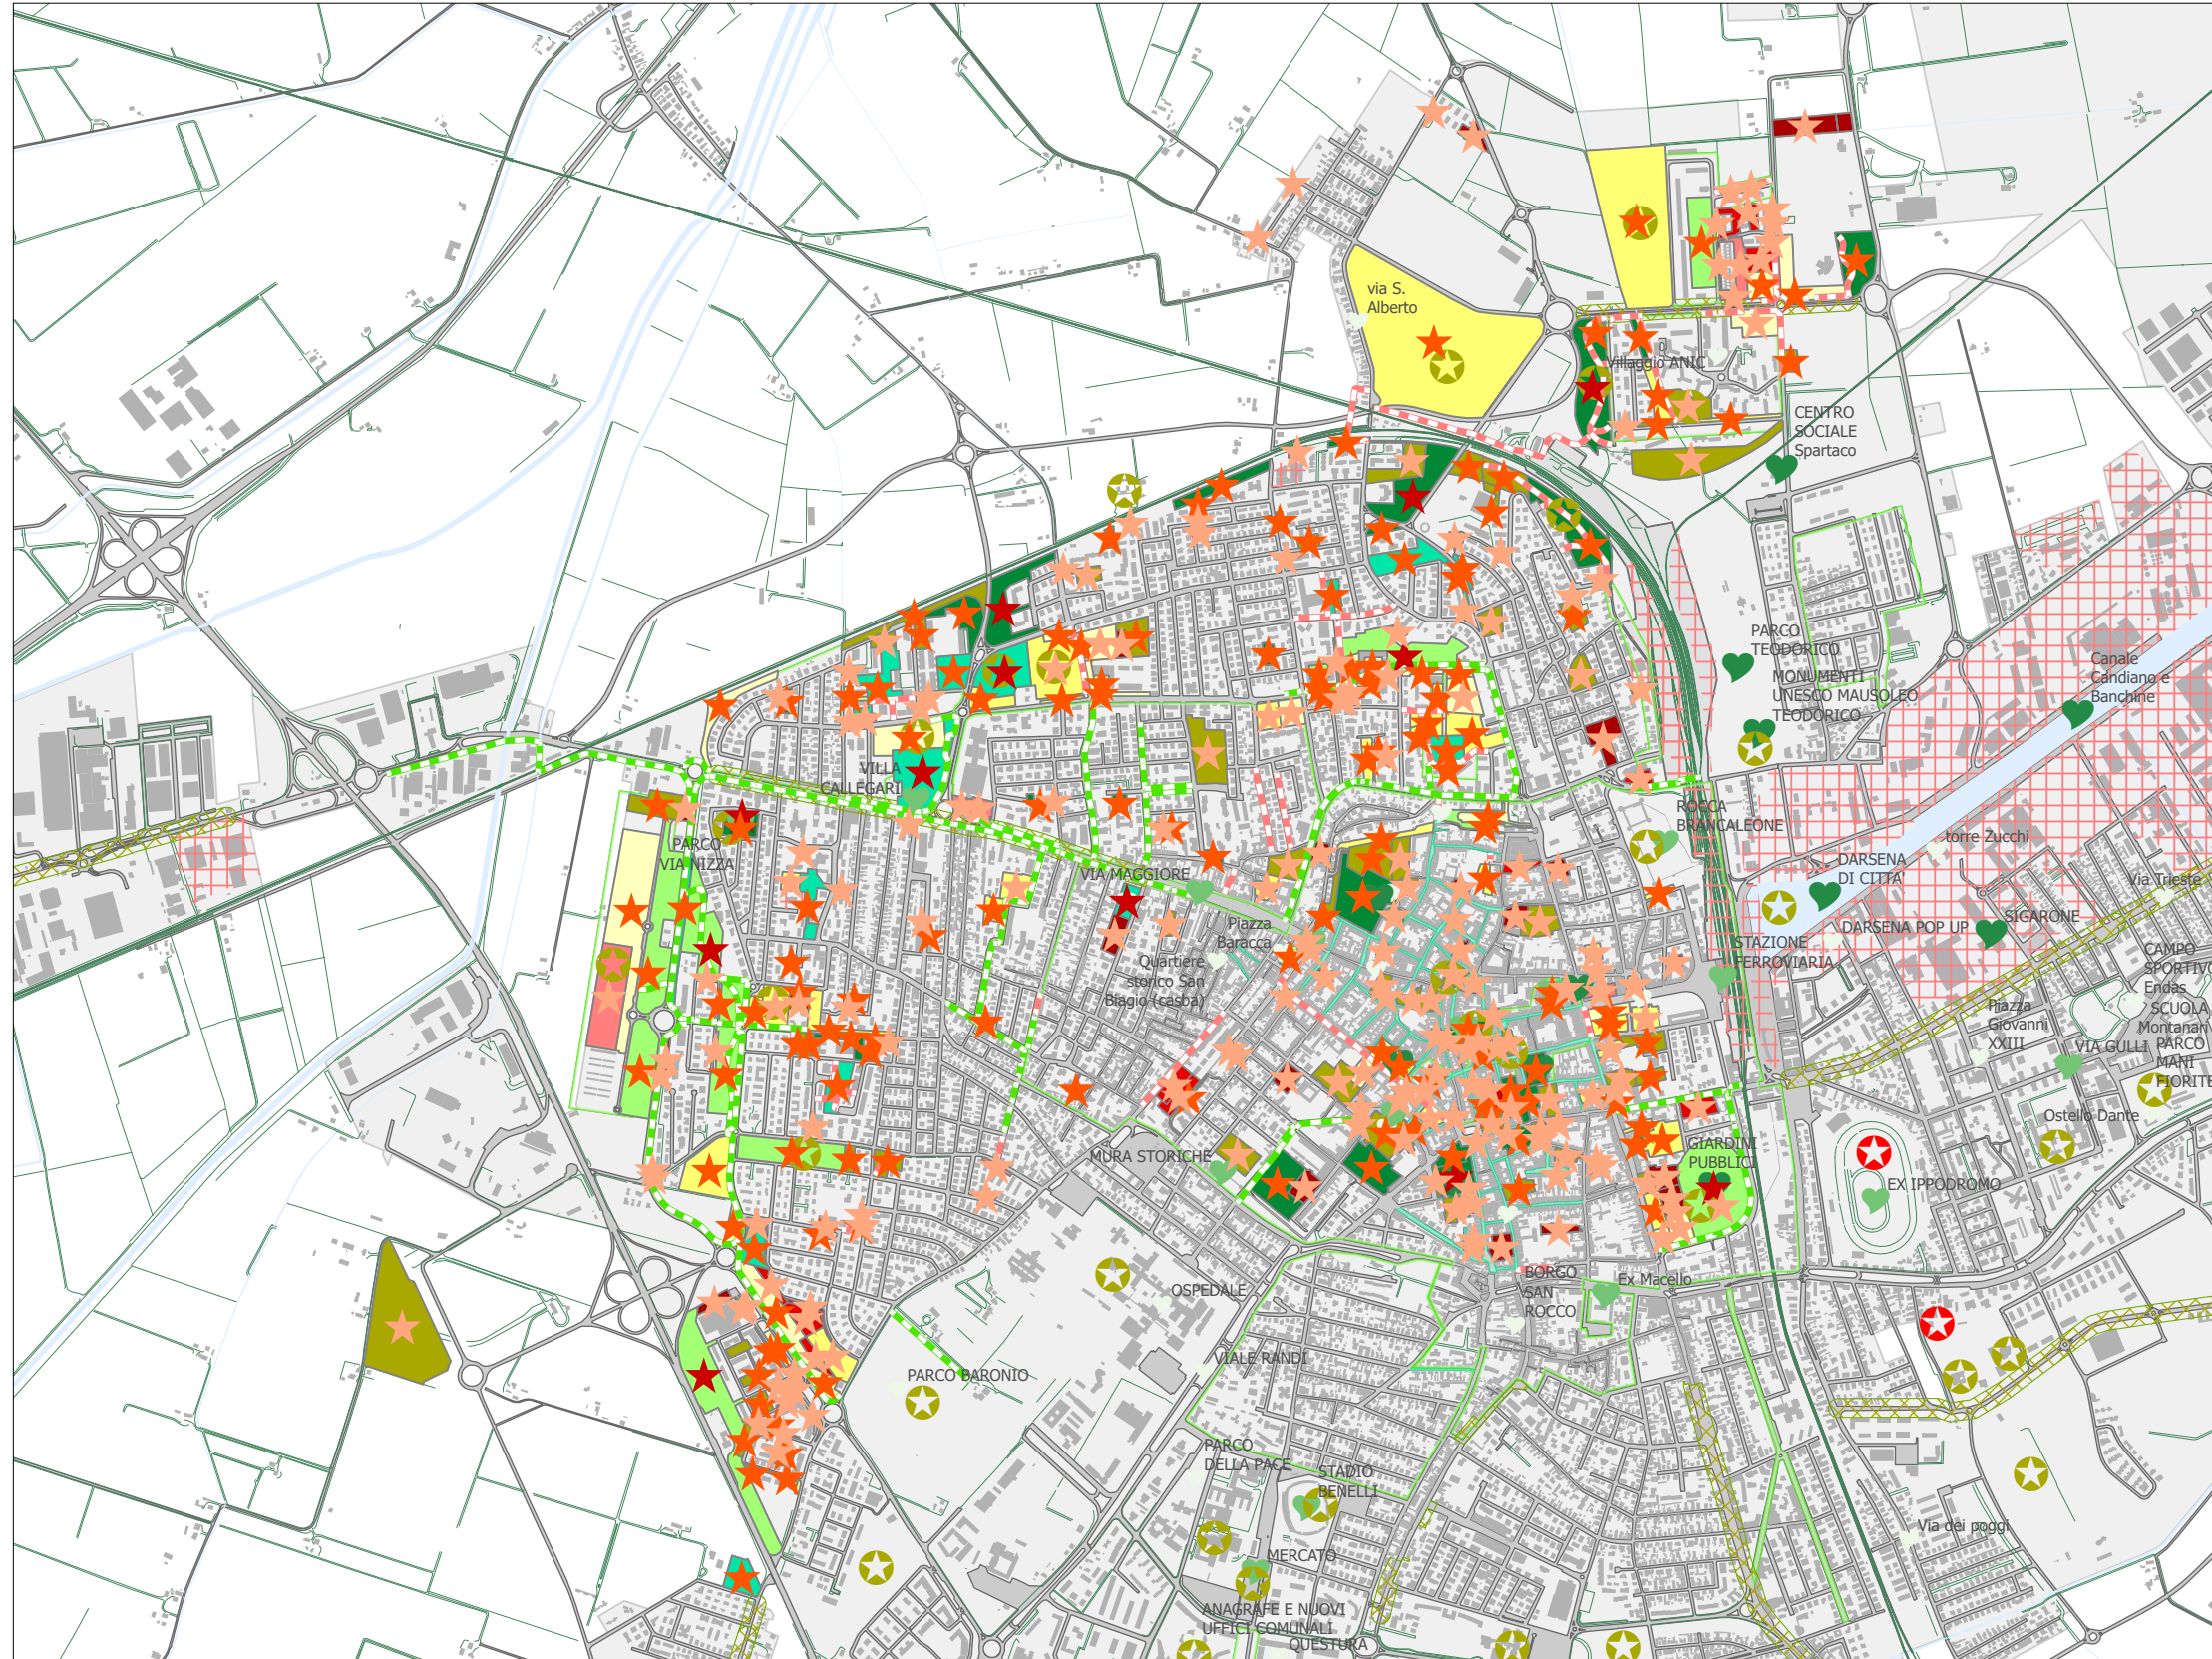 via S.
Alberto
Villaggio ANIC
CENTRO
SOCIALE
Spartaco
PARCO
TEODORICO
MONUMENTI
UNESCO MAUSOLEO
TEODORICO
Canale
Candiano e
Banchine
VILLA
CALLEGARI
ROCCA
BRANCALEONE
torre Zucchi
PARCO
VIA NIZZA
DARSENA
DI CITTA'
VIA MAGGIORE
Via Trieste
Piazza
Baracca
SIGARONE
DARSENA POP UP
STAZIONE
FERROVIARIA
Quartiere
storico San
Biagio (casba)
CAMPO
SPORTIVO
Endas
SCUOLA
Montanari
Piazza
Giovanni
XXIII
VIA GULLI
PARCO
MANI
FIORITE
Ostello Dante
GIARDINI
PUBBLICI
MURA STORICHE
EX IPPODROMO
BORGO
SAN
ROCCO
Ex Macello
OSPEDALE
VIALE RANDI
PARCO BARONIO
PARCO
DELLA PACE
STADIO
BENELLI
Via dei poggi
MERCATO
ANAGRAFE E NUOVI
UFFICI COMUNALI
QUESTURA